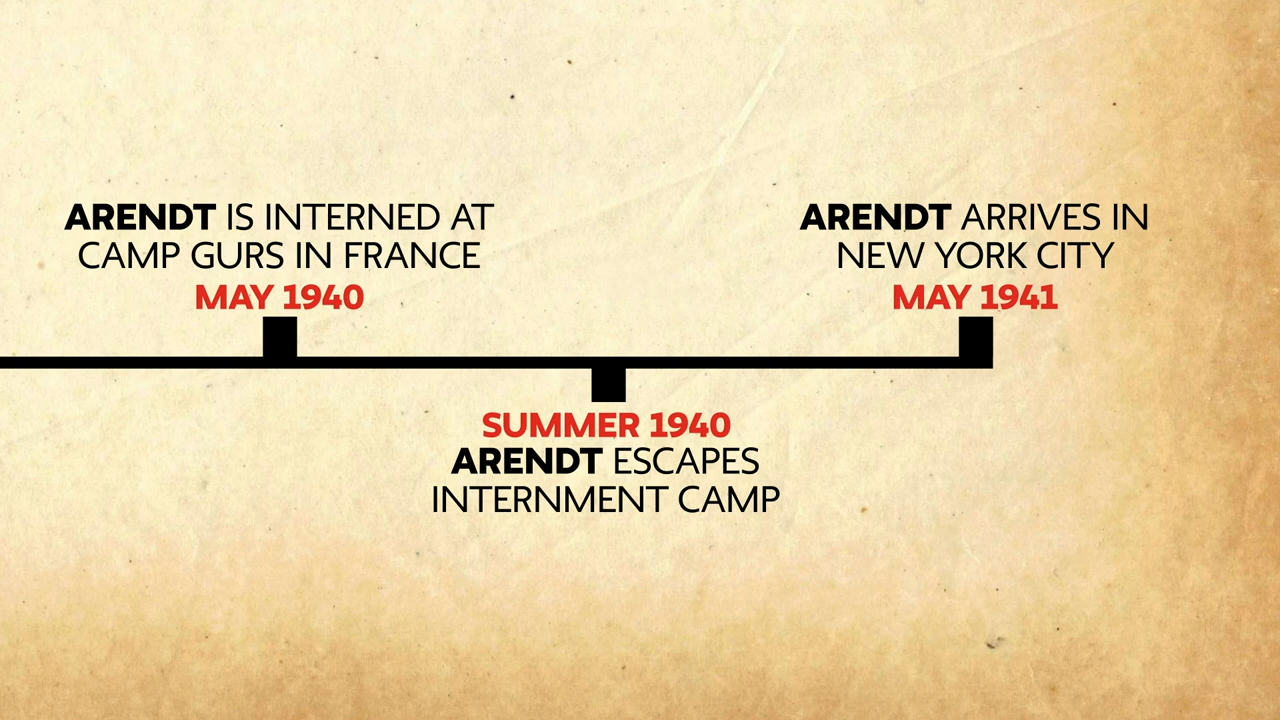 ARENDT IS INTERNED AT
CAMP GURS IN FRANCE
MAY 1940
SUMMER 1940
ARENDT ESCAPES
INTERNMENT CAMP
ARENDT ARRIVES IN
NEW YORK CITY
MAY 1941